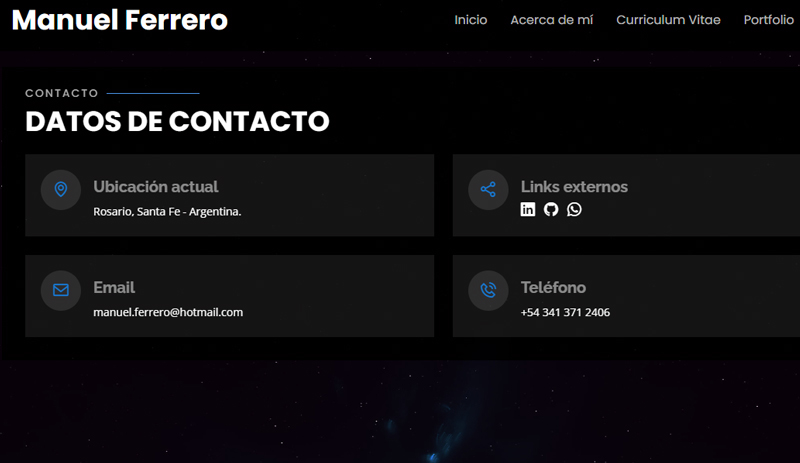 Manuel Ferrero
Inicio Acerca de mí Curriculum Vitae Portfolio
CONTACTO
DATOS DE CONTACTO
Ubicación actual
Rosario, Santa Fe - Argentina.
Links externos
in
Email
manuel.ferrero@hotmail.com
Teléfono
+54 341 371 2406